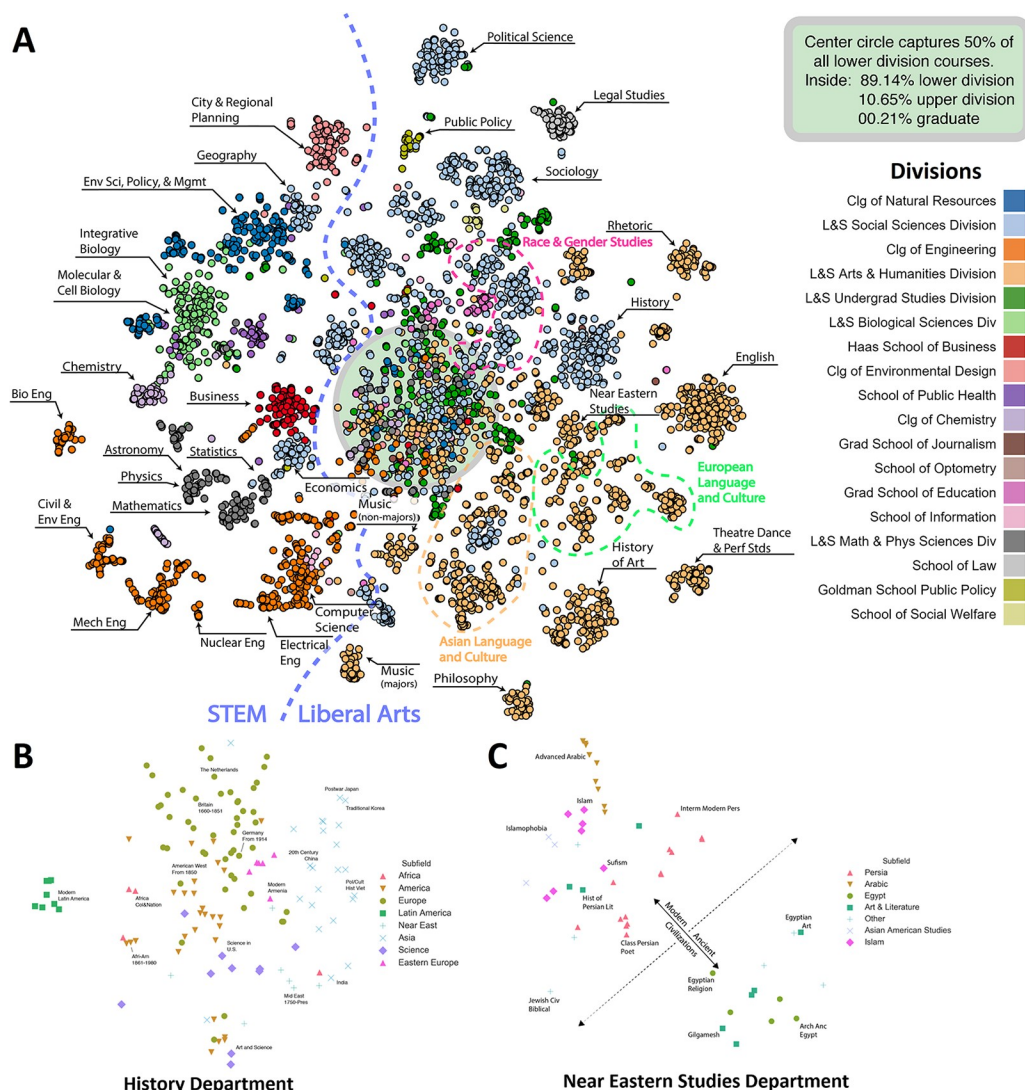 A
Political Science
Center circle captures 50% of
all lower division courses.
Inside: 89.14% lower division
10.65% upper division
00.21% graduate
City & Regional
Planning
Legal Studies
Public Policy
Geography
Env Sci, Policy, & Mgmt
Sociology
Divisions
Clg of Natural Resources
L&S Social Sciences Division
Clg of Engineering
L&S Arts & Humanities Division
L&S Undergrad Studies Division
L&S Biological Sciences Div
Haas School of Business
Clg of Environmental Design
School of Public Health
Clg of Chemistry
Grad School of Journalism
School of Optometry
Grad School of Education
School of Information
L&S Math & Phys Sciences Div
School of Law
Goldman School Public Policy
School of Social Welfare
Integrative
Biology
Race & Gender Studies
Rhetoric
Molecular &
Cell Biology
History
Chemistry
English
Bio Eng
Business
Near Eastern
Studies
Astronomy
Statistics
Physics
Economics
European
Language
and Culture
Mathematics
Music
(non-majors)
Civil &
Env Eng
History
of Art
Theatre Dance
& Perf Stds
Computer
Science
Mech Eng
Nuclear Eng
Electrical
Eng
Asian Language
and Culture
Music
(majors)
Philosophy
STEM
Liberal Arts
B
The Netherlands
Britain
1660-1851
Postwar Japan
Traditional Korea
Germany
From 1914
American West
From 1850
20th Century
China
Modern
Latin America
Africa
Col&Nation
Modern
Armenia
Pol/Cult
Hist Viet
Afri-Am
1861-1980
Science in
U.S.
India
Mid East
1750-Pres
Art and Science
Subfield
Africa
America
Europe
Latin America
Near East
Asia
Science
Eastern Europe
History Department
C
Advanced Arabic
Islam
Interm Modern Pers
Islamophobia
Sufism
Hist of
Persian Lit
Class Persian
Poet
Modern
Ancient
Civilizations
Egyptian
Art
Egyptian
Religion
Jewish Civ
Biblical
Gilgamesh
Arch Anc
Egypt
Subfield
Persia
Arabic
Egypt
Art & Literature
Other
Asian American Studies
Islam
Near Eastern Studies Department